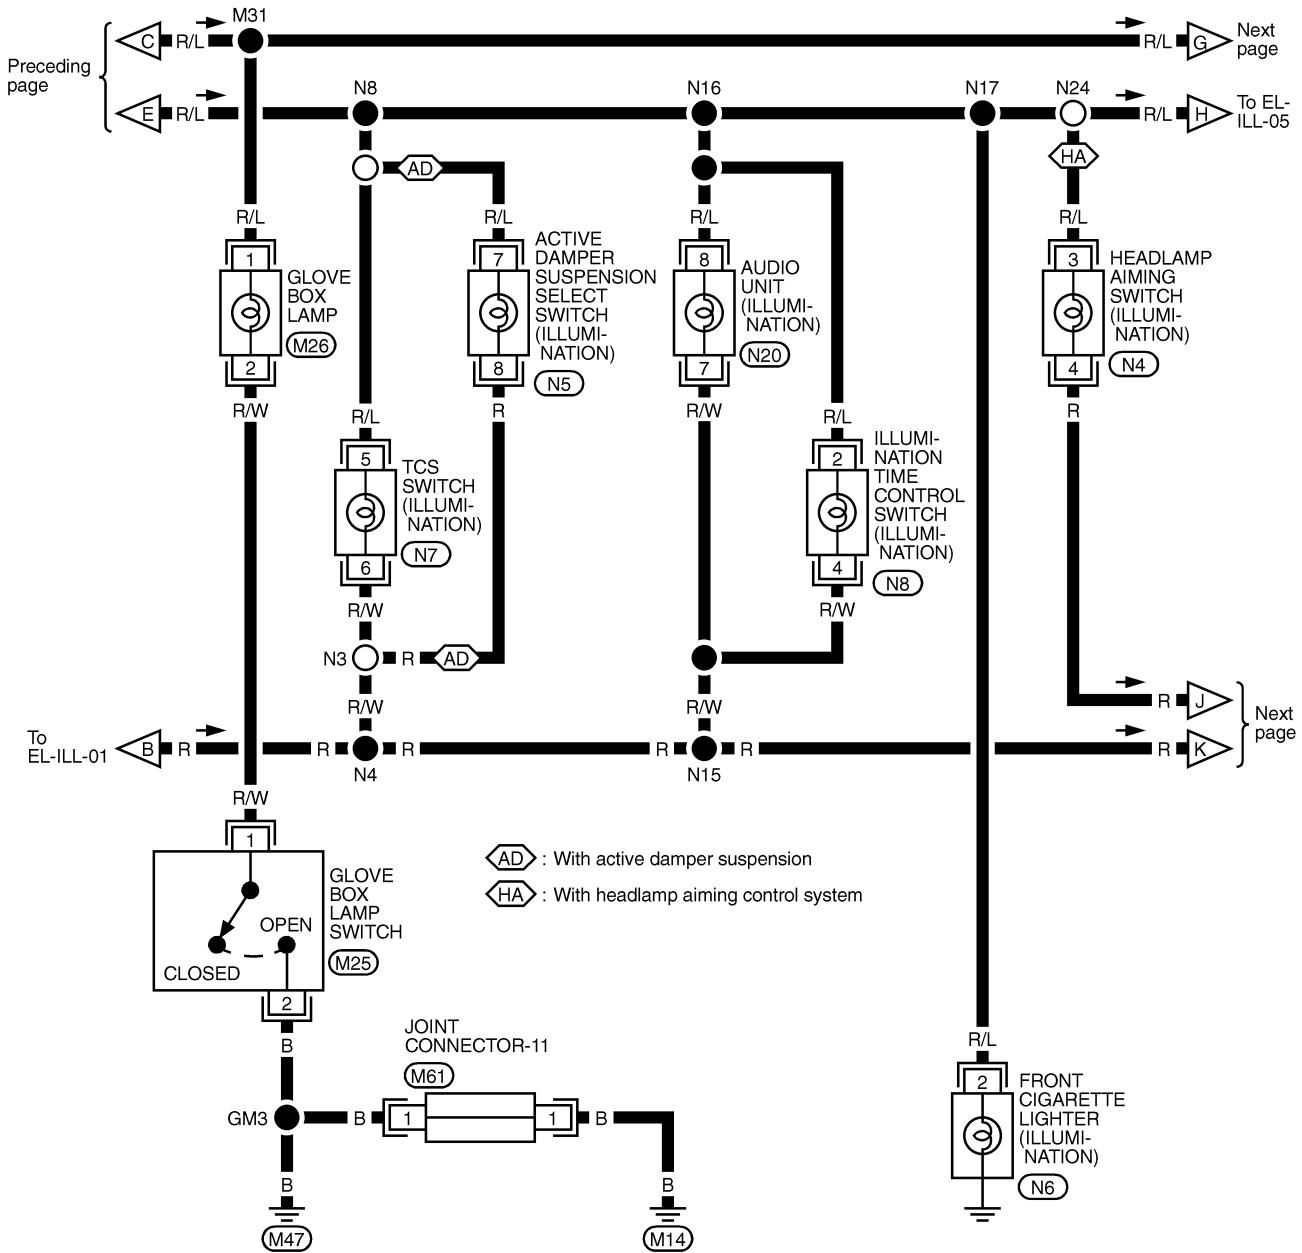 M31
C R/L R/L G Next
page
Preceding
page
N8 N16 N17 N24
E R/L R/L H To EL-
ILL-05
AD HA
R/L R/L R/L R/L R/L
1
GLOVE
BOX
LAMP
M26
2
R/W
7
ACTIVE
DAMPER
SUSPENSION
SELECT
SWITCH
(ILLUMI-
NATION)
N5
8
R
8
AUDIO
UNIT
(ILLUMI-
NATION)
N20
7
R/W
3
HEADLAMP
AIMING
SWITCH
(ILLUMI-
NATION)
N4
4
R
R/L
5
TCS
SWITCH
(ILLUMI-
NATION)
N7
6
R/W
R/L
2
ILLUMI-
NATION
TIME
CONTROL
SWITCH
(ILLUMI-
NATION)
N8
4
R/W
N3 R AD
R/W R/W
R J
Next
page
To
EL-ILL-01
B R R R R R R K
N4 N15
R/W
1
GLOVE
BOX
LAMP
SWITCH
M25
OPEN
CLOSED
2
B
AD : With active damper suspension
HA : With headlamp aiming control system
JOINT
CONNECTOR-11
M61
GM3 B 1 1 B
B B
M47 M14
R/L
2
FRONT
CIGARETTE
LIGHTER
(ILLUMI-
NATION)
N6